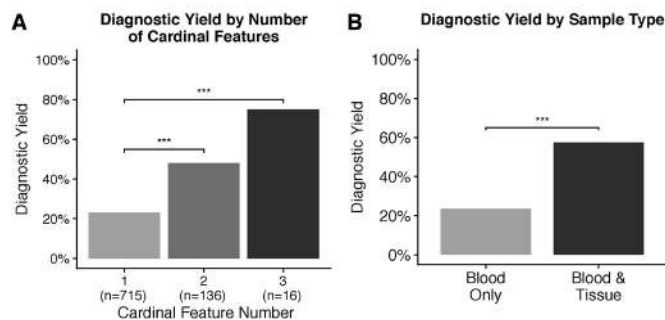 A
Diagnostic Yield by Number
of Cardinal Features
Diagnostic Yield
100%
80%
60%
40%
20%
0%
***
***
1
(n=715)
2
(n=136)
3
(n=16)
Cardinal Feature Number
B
Diagnostic Yield by Sample Type
Diagnostic Yield
100%
80%
60%
40%
20%
0%
***
Blood
Only
Blood &
Tissue